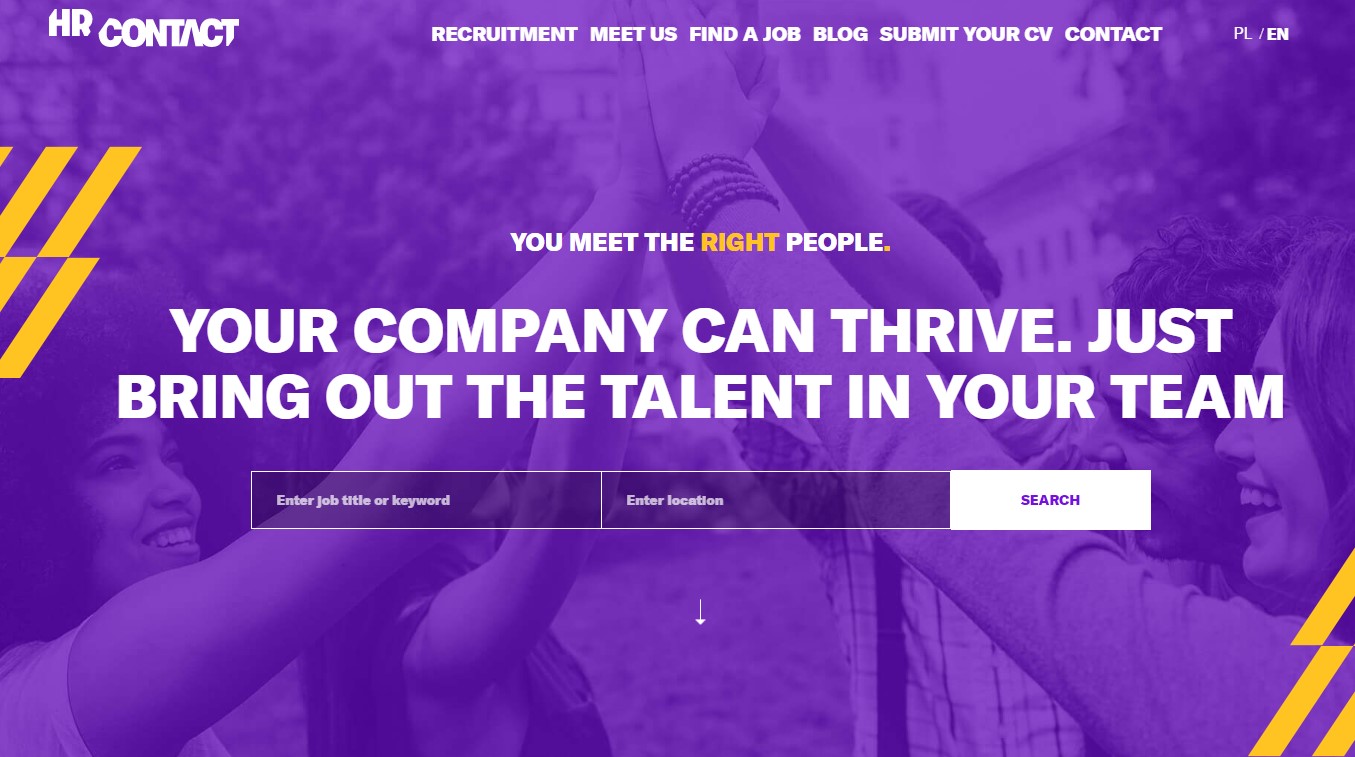 HR CONTACT
RECRUITMENT MEET US FIND A JOB BLOG SUBMIT YOUR CV CONTACT PL / EN
YOU MEET THE RIGHT PEOPLE.
YOUR COMPANY CAN THRIVE. JUST
BRING OUT THE TALENT IN YOUR TEAM
Enter job title or keyword Enter location SEARCH